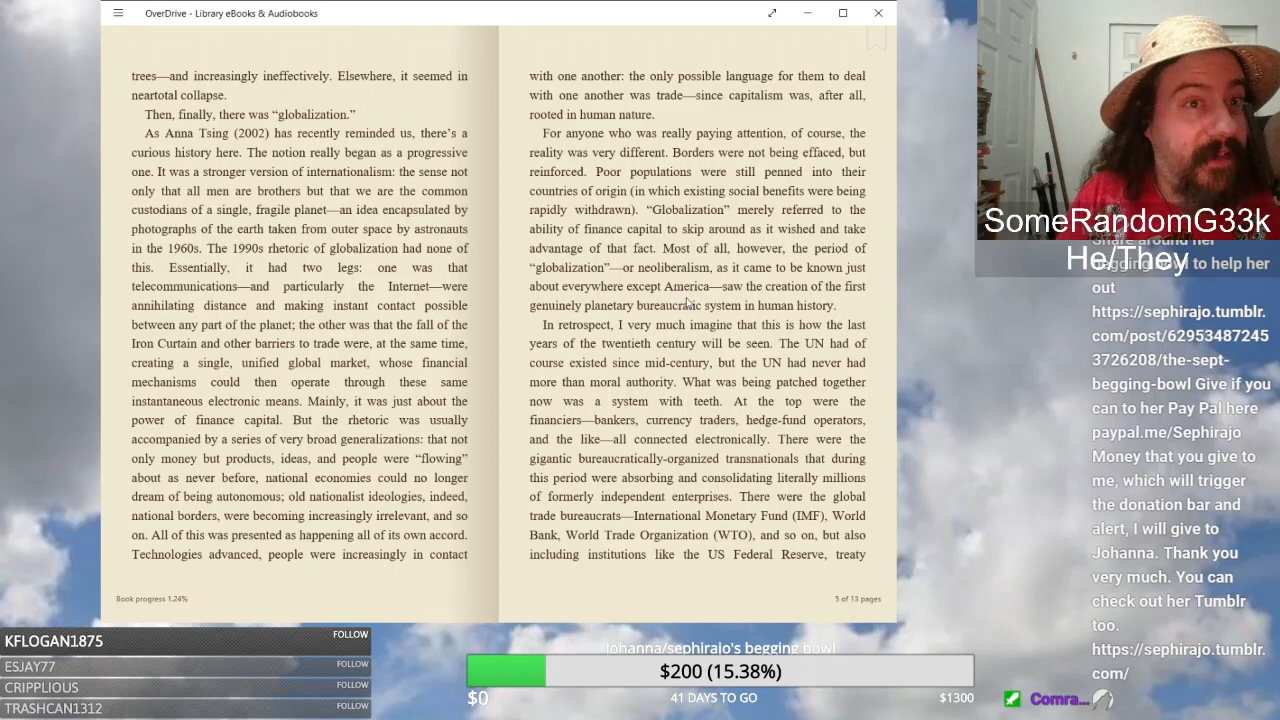 OverDrive - Library eBooks & Audiobooks
trees—and increasingly ineffectively. Elsewhere, it seemed in
neartotal collapse.
Then, finally, there was “globalization.”
As Anna Tsing (2002) has recently reminded us, there’s a
curious history here. The notion really began as a progressive
one. It was a stronger version of internationalism: the sense not
only that all men are brothers but that we are the common
custodians of a single, fragile planet—an idea encapsulated by
photographs of the earth taken from outer space by astronauts
in the 1960s. The 1990s rhetoric of globalization had none of
this. Essentially, it had two legs: one was that
telecommunications—and particularly the Internet—were
annihilating distance and making instant contact possible
between any part of the planet; the other was that the fall of the
Iron Curtain and other barriers to trade were, at the same time,
creating a single, unified global market, whose financial
mechanisms could then operate through these same
instantaneous electronic means. Mainly, it was just about the
power of finance capital. But the rhetoric was usually
accompanied by a series of very broad generalizations: that not
only money but products, ideas, and people were “flowing”
about as never before, national economies could no longer
dream of being autonomous; old nationalist ideologies, indeed,
national borders, were becoming increasingly irrelevant, and so
on. All of this was presented as happening all of its own accord.
Technologies advanced, people were increasingly in contact
Book progress 1.24%
with one another: the only possible language for them to deal
with one another was trade—since capitalism was, after all,
rooted in human nature.
For anyone who was really paying attention, of course, the
reality was very different. Borders were not being effaced, but
reinforced. Poor populations were still penned into their
countries of origin (in which existing social benefits were being
rapidly withdrawn). “Globalization” merely referred to the
ability of finance capital to skip around as it wished and take
advantage of that fact. Most of all, however, the period of
“globalization”—or neoliberalism, as it came to be known just
about everywhere except America—saw the creation of the first
genuinely planetary bureaucratic system in human history.
In retrospect, I very much imagine that this is how the last
years of the twentieth century will be seen. The UN had of
course existed since mid-century, but the UN had never had
more than moral authority. What was being patched together
now was a system with teeth. At the top were the
financiers—bankers, currency traders, hedge-fund operators,
and the like—all connected electronically. There were the
gigantic bureaucratically-organized transnationals that during
this period were absorbing and consolidating literally millions
of formerly independent enterprises. There were the global
trade bureaucrats—International Monetary Fund (IMF), World
Bank, World Trade Organization (WTO), and so on, but also
including institutions like the US Federal Reserve, treaty
5 of 13 pages
SomeRandomG33k
He/They
Share around her
begging bowl to help her
out
https://sephirajo.tumblr.
com/post/62953487245
3726208/the-sept-
begging-bowl Give if you
can to her Pay Pal here
paypal.me/Sephirajo
Money that you give to
me, which will trigger
the donation bar and
alert, I will give to
Johanna. Thank you
very much. You can
check out her Tumblr
too.
https://sephirajo.tumblr.
com/
Comra...
KFLOGAN1875 FOLLOW
ESJAY77 FOLLOW
CRIPPLIOUS FOLLOW
TRASHCAN1312 FOLLOW
Johanna/sephirajo's begging bowl
$200 (15.38%)
$0 41 DAYS TO GO $1300